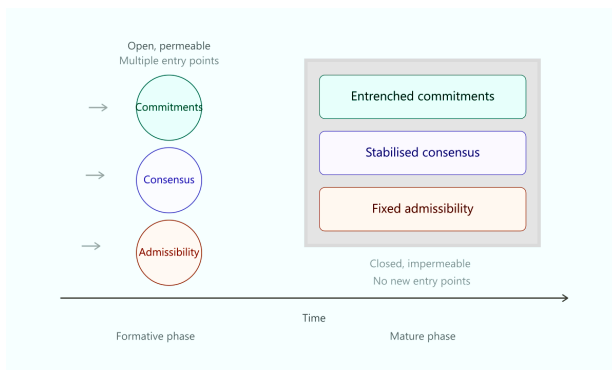 Open, permeable
Multiple entry points
Commitments
Consensus
Admissibility
Entrenched commitments
Stabilised consensus
Fixed admissibility
Closed, impermeable
No new entry points
Time
Formative phase
Mature phase